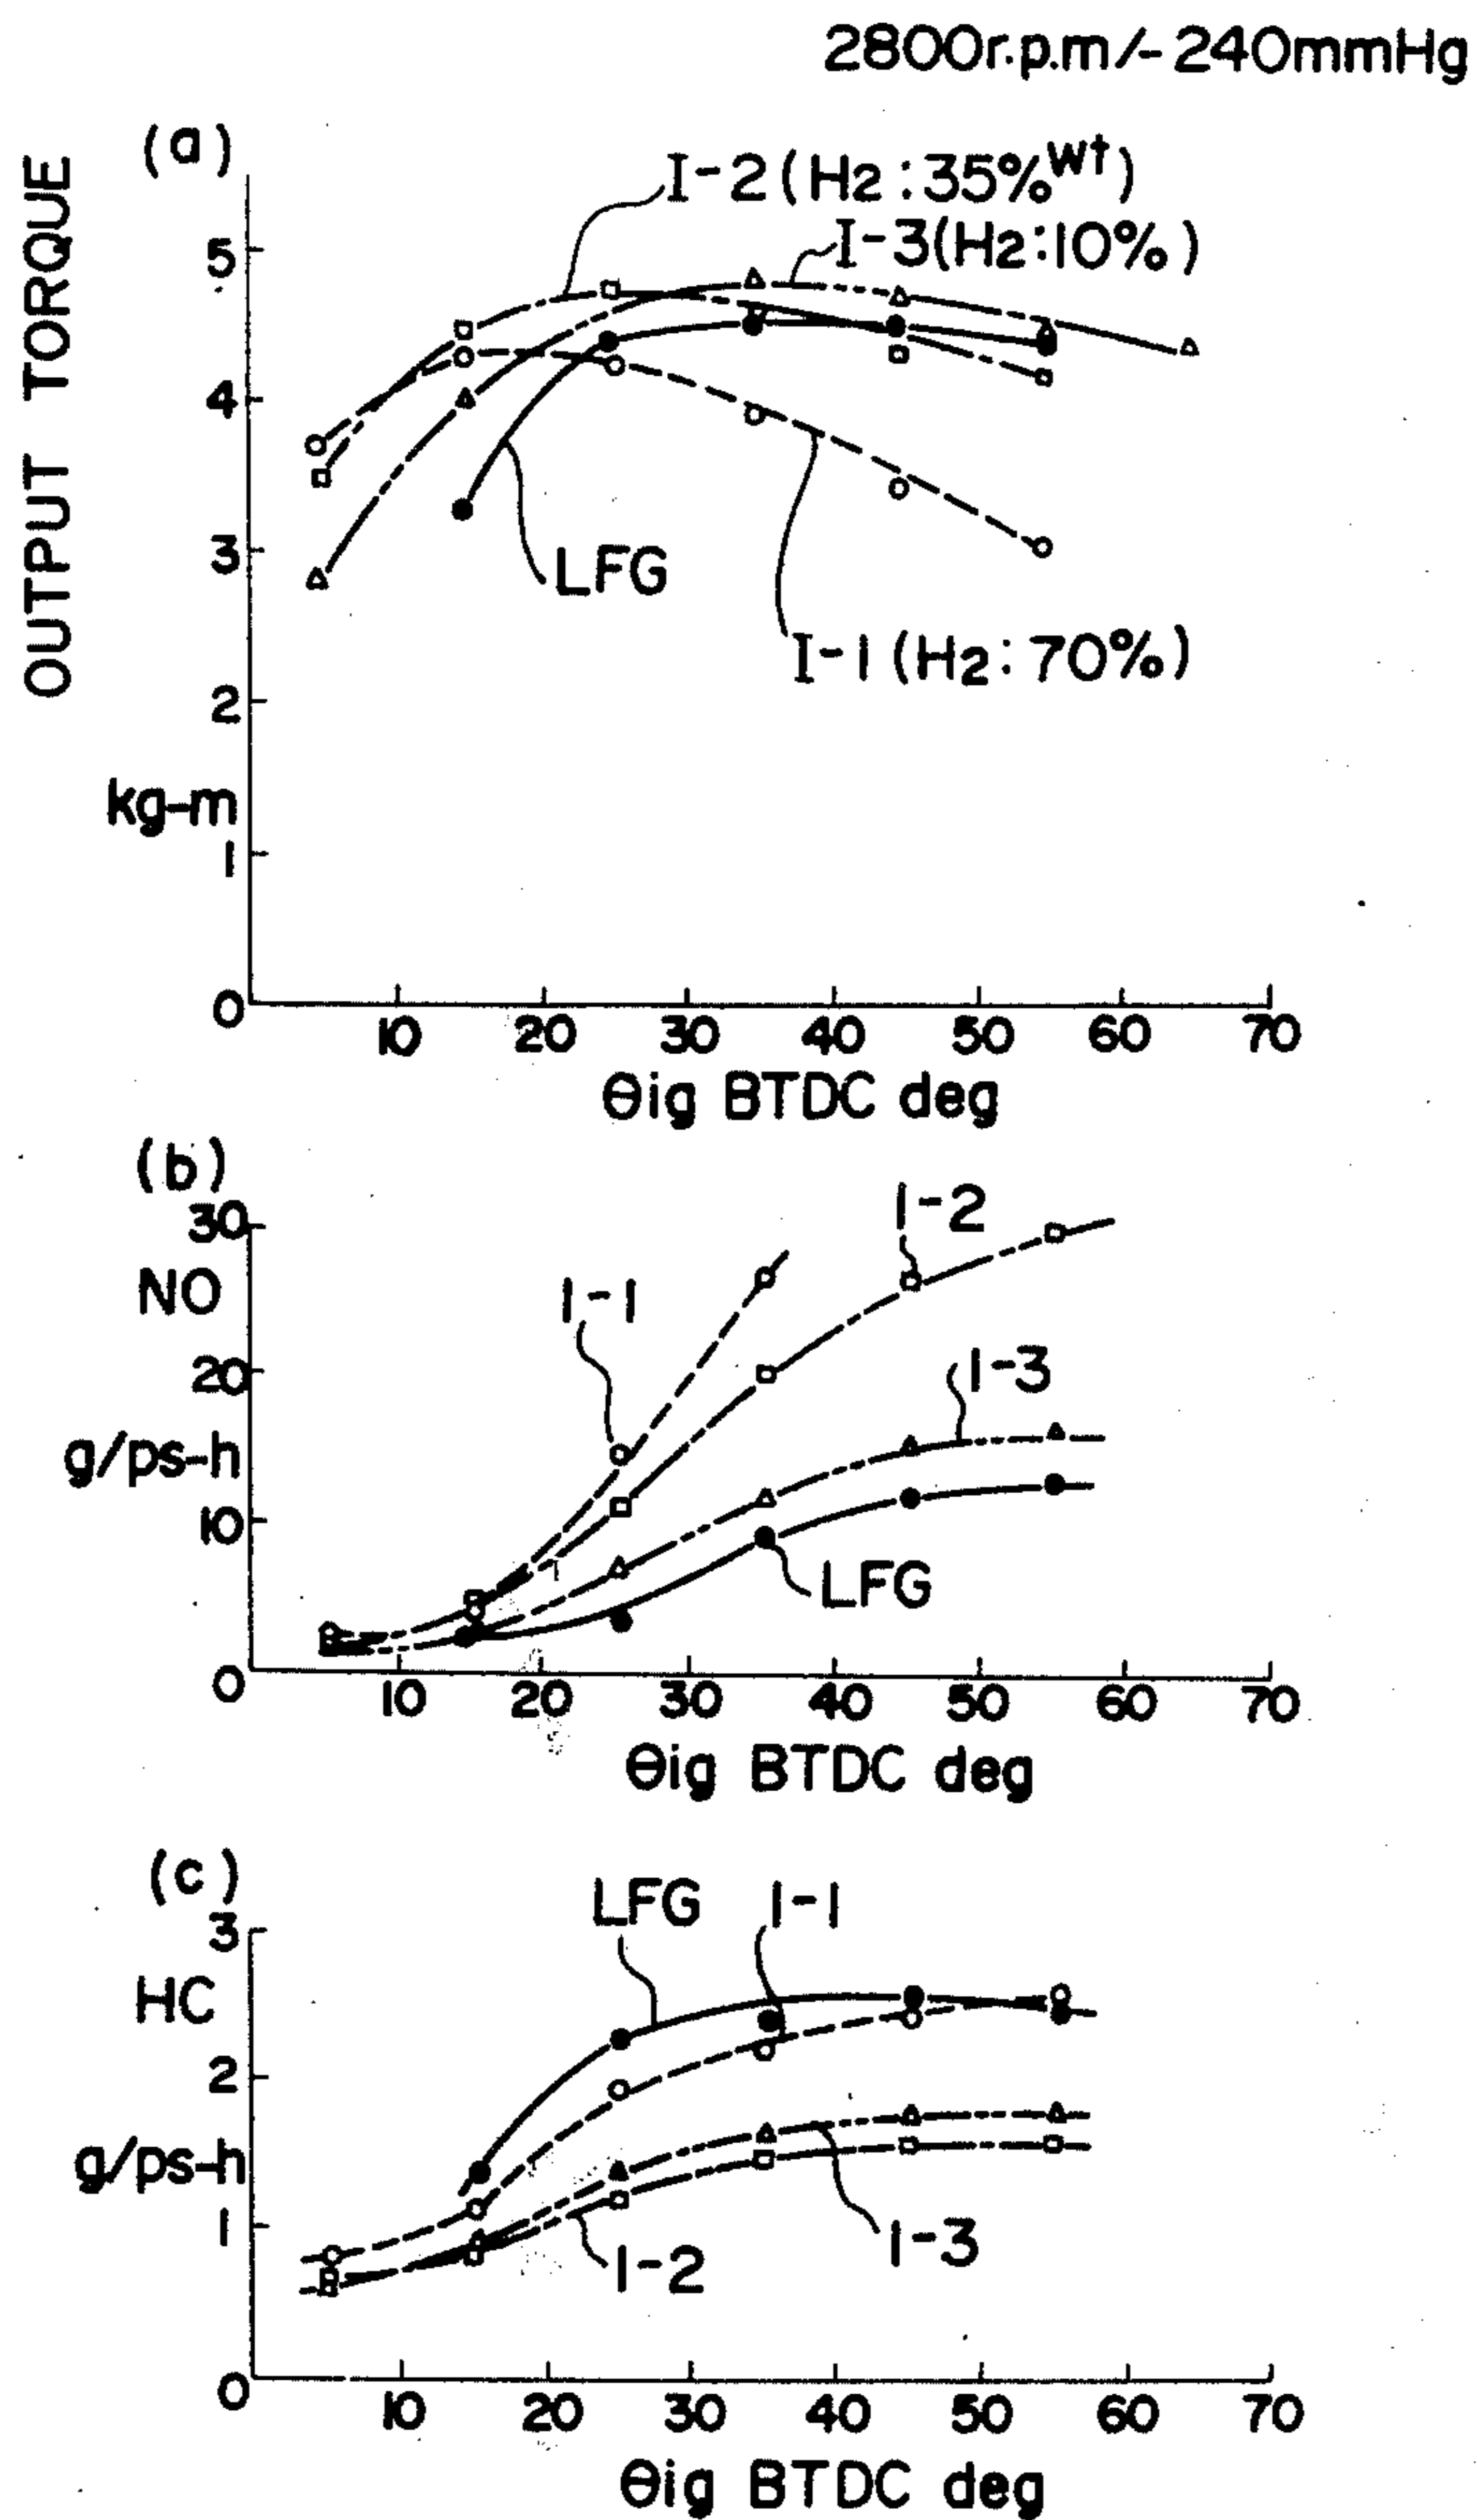 2800r.p.m/-240mmHg
(a)
OUTPUT TORQUE
I-2(H2:35%Wt)
I-3(H2:10%)
5
4
3
LFG
I-1(H2:70%)
2
kg-m
1
0
10 20 30 40 50 60 70
θig BTDC deg
(b)
30
1-2
NO
1-1
20
1-3
g/ps-h
10
LFG
0
10 20 30 40 50 60 70
θig BTDC deg
(c)
LFG 1-1
3
HC
2
g/ps-h
1
1-3
1-2
0
10 20 30 40 50 60 70
θig BTDC deg